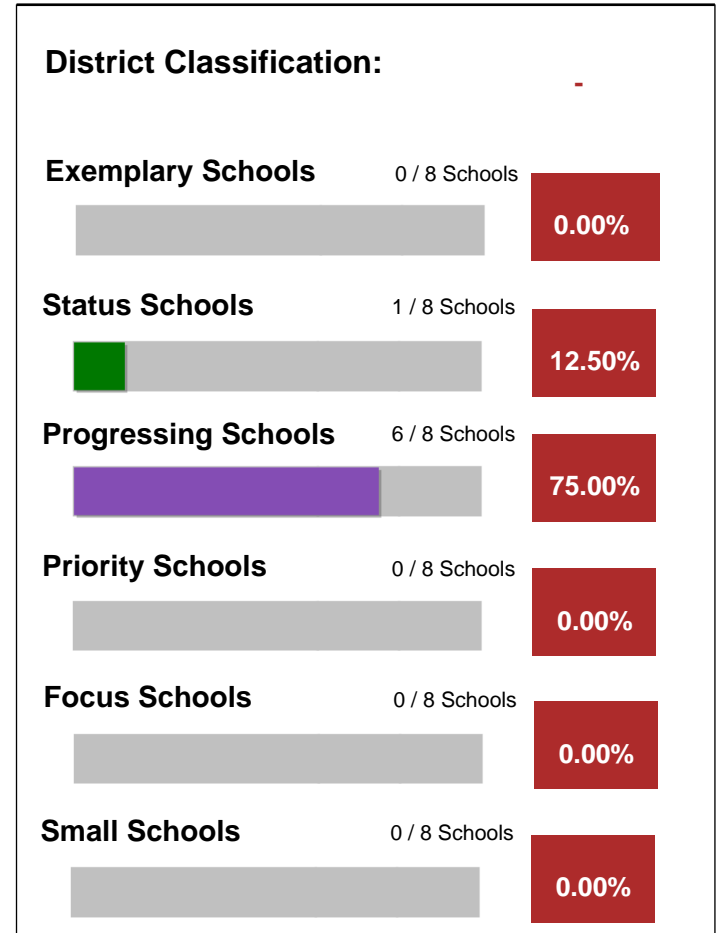 District Classification:
-
Exemplary Schools 0 / 8 Schools
0.00%
Status Schools 1 / 8 Schools
12.50%
Progressing Schools 6 / 8 Schools
75.00%
Priority Schools 0 / 8 Schools
0.00%
Focus Schools 0 / 8 Schools
0.00%
Small Schools 0 / 8 Schools
0.00%